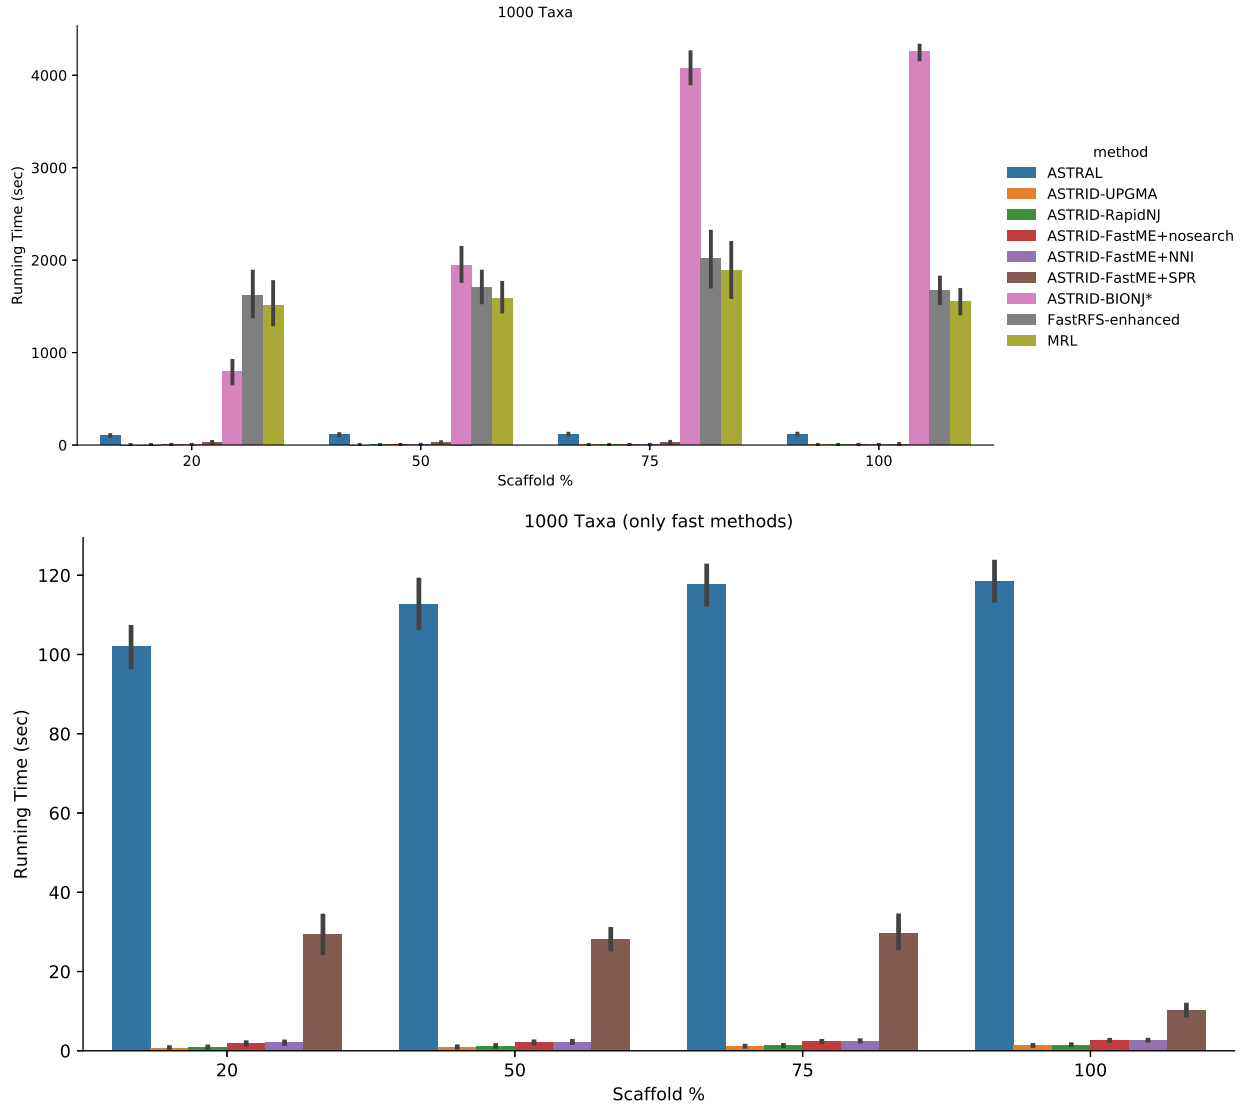 1000 Taxa
Running Time (sec)
4000
3000
2000
1000
0
20 50 75 100
Scaffold %
method
ASTRAL
ASTRID-UPGMA
ASTRID-RapidNJ
ASTRID-FastME+nosearch
ASTRID-FastME+NNI
ASTRID-FastME+SPR
ASTRID-BIONJ*
FastRFS-enhanced
MRL
1000 Taxa (only fast methods)
Running Time (sec)
120
100
80
60
40
20
0
20 50 75 100
Scaffold %